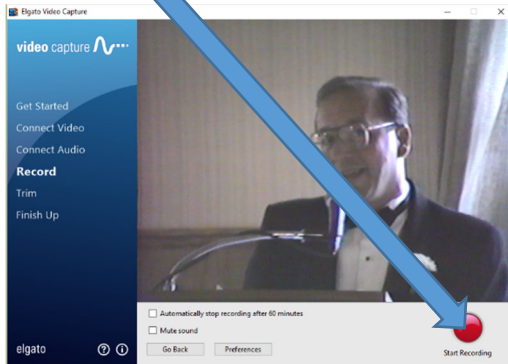 Elgato Video Capture
video capture
Get Started
Connect Video
Connect Audio
Record
Trim
Finish Up
Automatically stop recording after 60 minutes
Mute sound
Go Back
Preferences
Start Recording
elgato